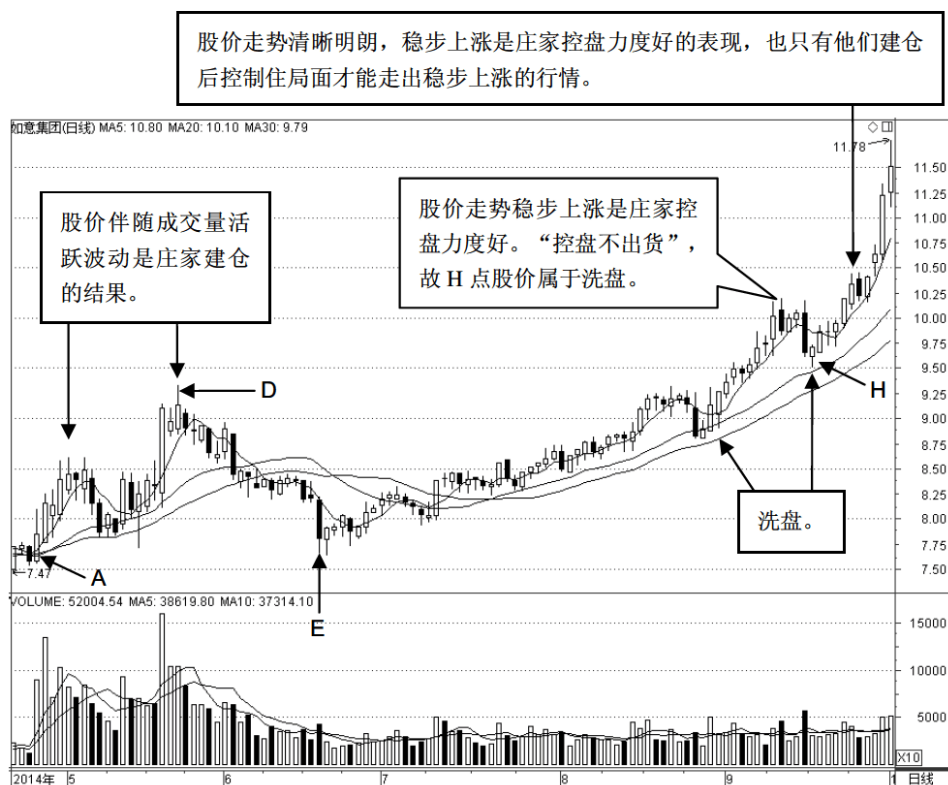 股价走势清晰明朗，稳步上涨是庄家控盘力度好的表现，也只有他们建仓
后控制住局面才能走出稳步上涨的行情。
如意集团(日线) MA5: 10.80 MA20: 10.10 MA30: 9.79
11.78
股价伴随成交量活
跃波动是庄家建仓
的结果。
股价走势稳步上涨是庄家控
盘力度好。“控盘不出货”，
故 H 点股价属于洗盘。
11.50
11.25
11.00
10.75
10.50
10.25
10.00
9.75
9.50
9.25
9.00
8.75
8.50
8.25
8.00
7.75
7.50
D
H
洗盘。
A
7.47
E
VOLUME: 52004.54 MA5: 38619.80 MA10: 37314.10
15000
10000
5000
X10
2014年 5 6 7 8 9 1 日线